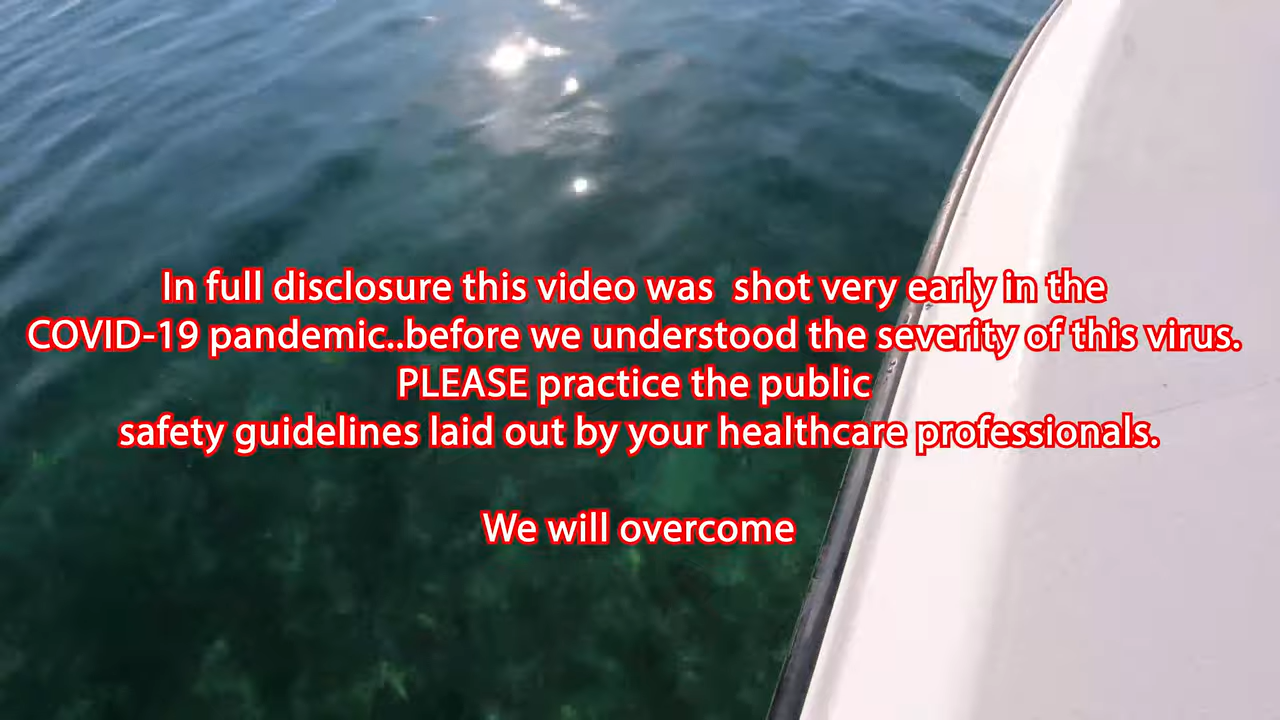 In full disclosure this video was  shot very early in the
COVID-19 pandemic..before we understood the severity of this virus.
PLEASE practice the public
safety guidelines laid out by your healthcare professionals.
We will overcome